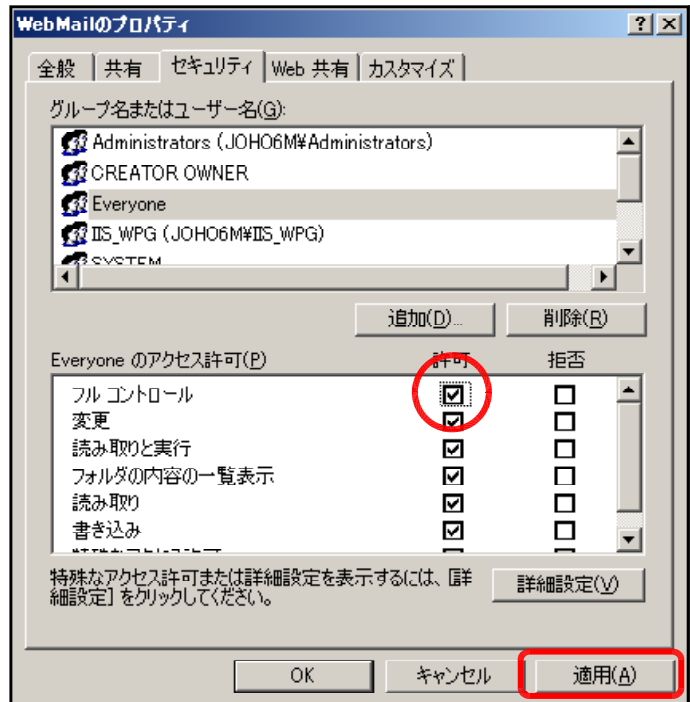 WebMailのプロパティ
全般 共有 セキュリティ Web 共有 カスタマイズ
グループ名またはユーザー名(G):
Administrators (JOHO6M¥Administrators)
CREATOR OWNER
Everyone
IIS_WPG (JOHO6M¥IIS_WPG)
SYSTEM
追加(D)... 削除(R)
Everyone のアクセス許可(P) 許可 拒否
フル コントロール
変更
読み取りと実行
フォルダの内容の一覧表示
読み取り
書き込み
特殊なアクセス許可または詳細設定を表示するには、[詳
細設定] をクリックしてください。
詳細設定(V)
OK キャンセル 適用(A)